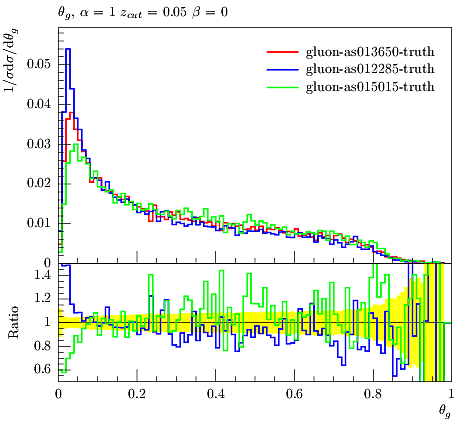 θg, α = 1 zcut = 0.05 β = 0
1/σdσ/dθg
gluon-as013650-truth
gluon-as012285-truth
gluon-as015015-truth
0.05
0.04
0.03
0.02
0.01
0
Ratio
1.4
1.2
1
0.8
0.6
0 0.2 0.4 0.6 0.8 1
θg